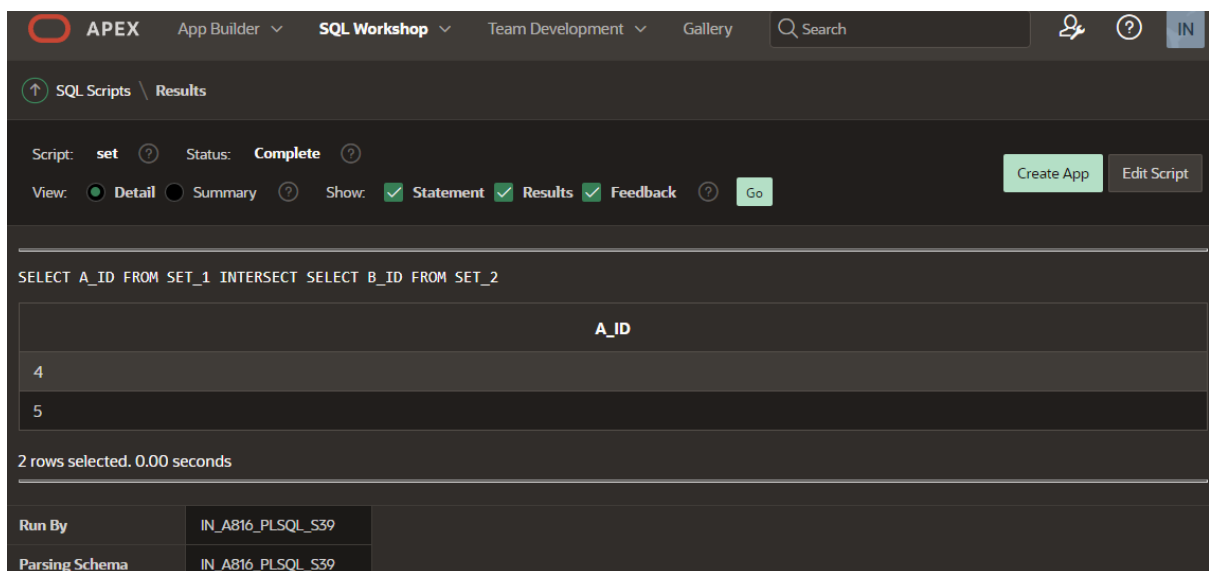 APEX App Builder SQL Workshop Team Development Gallery Search IN
SQL Scripts \ Results
Script: set ? Status: Complete ?
View: Detail Summary ? Show: Statement Results Feedback ? Go
Create App Edit Script
SELECT A_ID FROM SET_1 INTERSECT SELECT B_ID FROM SET_2
A_ID
4
5
2 rows selected. 0.00 seconds
Run By IN_A816_PLSQL_S39
Parsing Schema IN_A816_PLSQL_S39